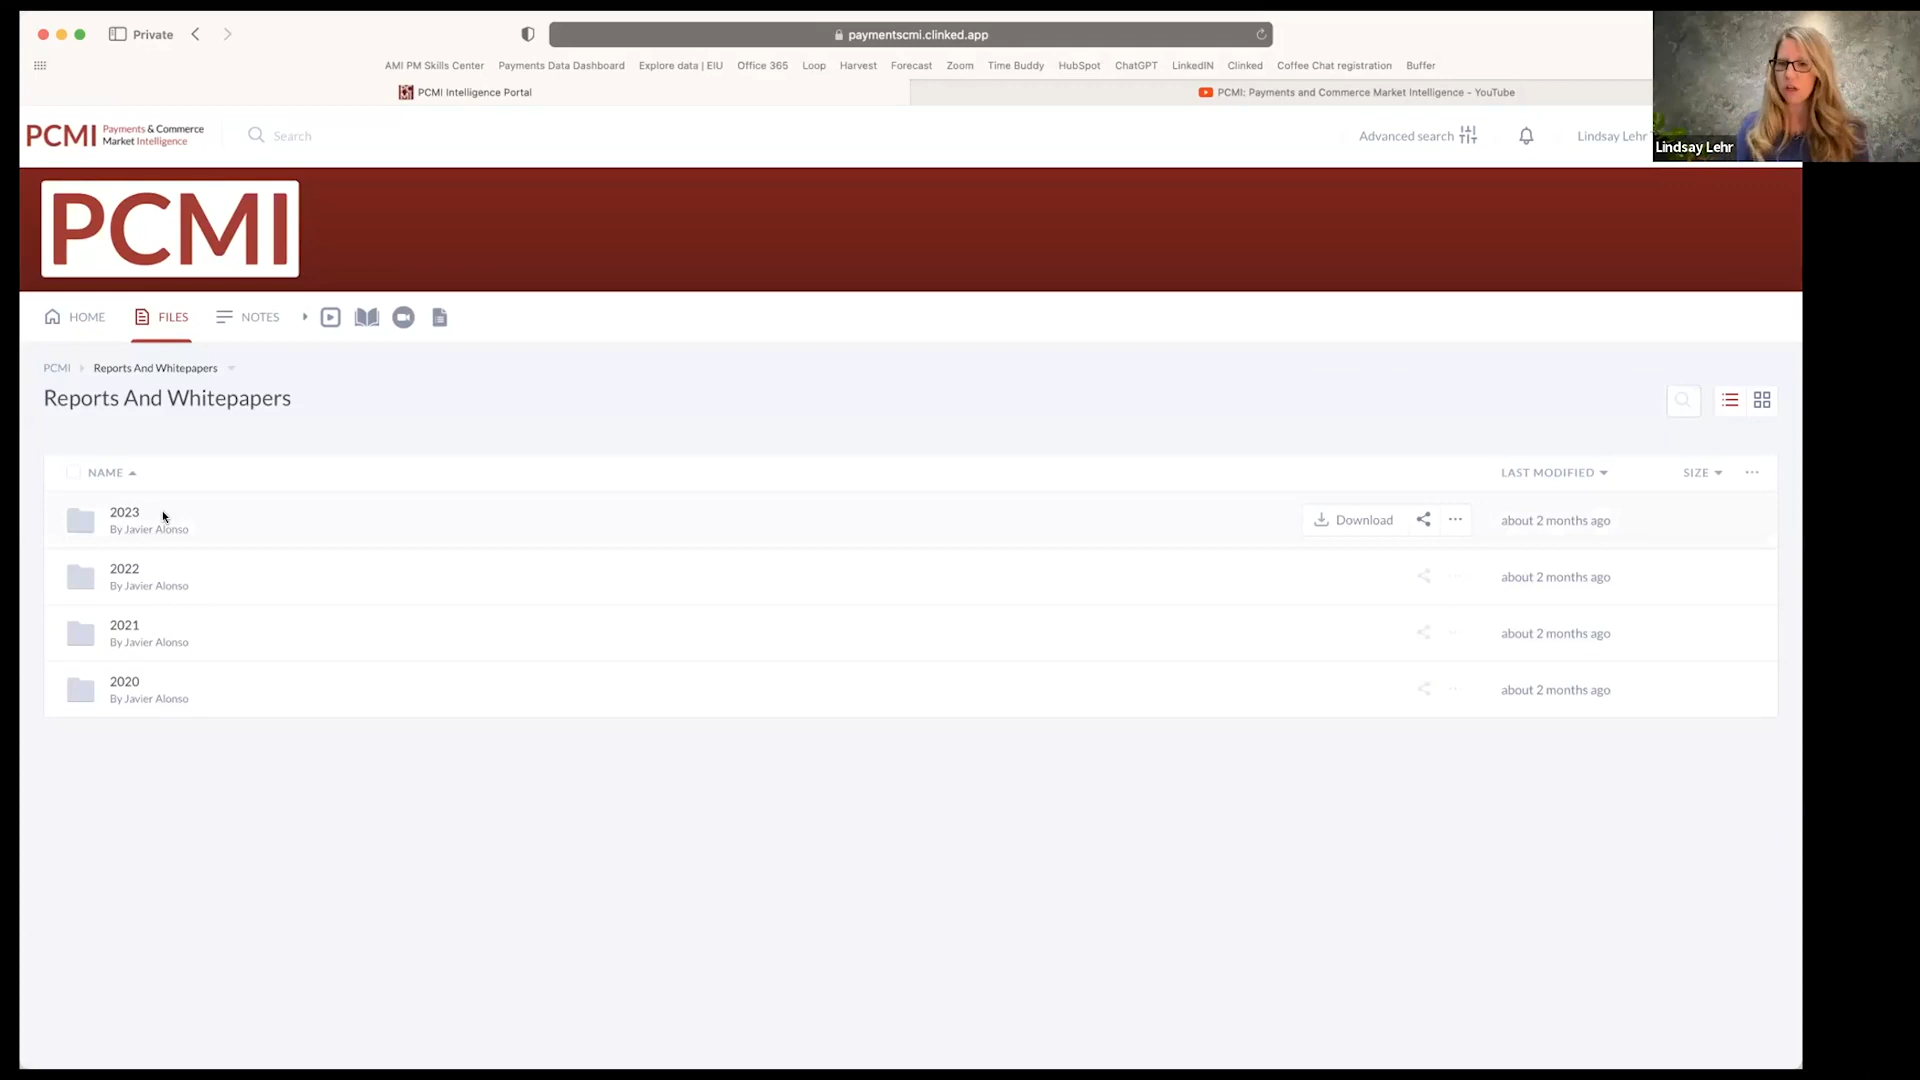 Private
paymentscmi.clinked.app
AMI PM Skills Center Payments Data Dashboard Explore data | EIU Office 365 Loop Harvest Forecast Zoom Time Buddy HubSpot ChatGPT LinkedIN Clinked Coffee Chat registration Buffer
PCMI Intelligence Portal
PCMI: Payments and Commerce Market Intelligence - YouTube
PCMI Payments & Commerce
Market Intelligence
Search
Advanced search
Lindsay Lehr
Lindsay Lehr
PCMI
HOME FILES NOTES
PCMI Reports And Whitepapers
Reports And Whitepapers
NAME LAST MODIFIED SIZE
2023
By Javier Alonso
Download
about 2 months ago
2022
By Javier Alonso
about 2 months ago
2021
By Javier Alonso
about 2 months ago
2020
By Javier Alonso
about 2 months ago